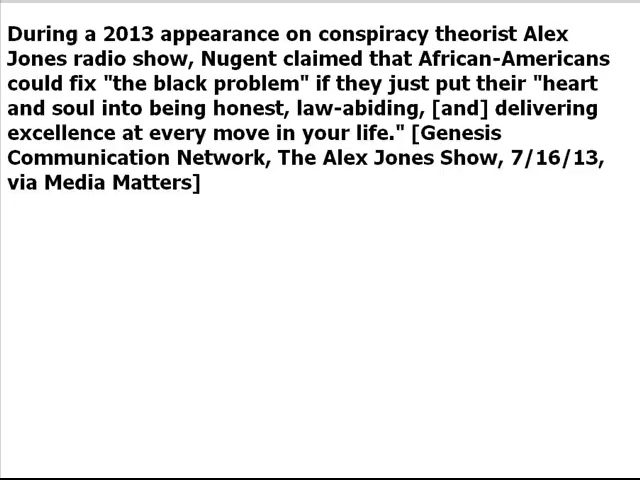 During a 2013 appearance on conspiracy theorist Alex
Jones radio show, Nugent claimed that African-Americans
could fix "the black problem" if they just put their "heart
and soul into being honest, law-abiding, [and] delivering
excellence at every move in your life." [Genesis
Communication Network, The Alex Jones Show, 7/16/13,
via Media Matters]